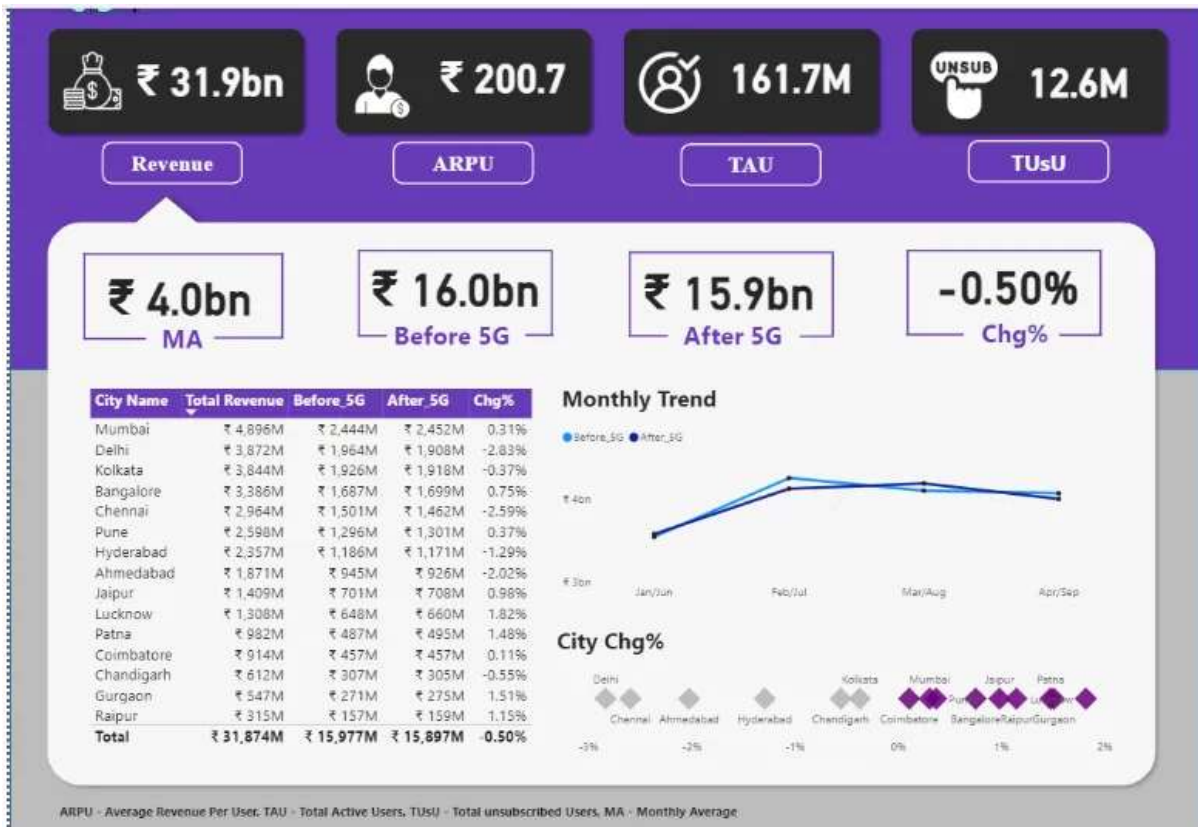 ₹ 31.9bn
₹ 200.7
161.7M
UNSUB
12.6M
Revenue
ARPU
TAU
TUsU
₹ 4.0bn
MA
₹ 16.0bn
Before 5G
₹ 15.9bn
After 5G
-0.50%
Chg%
City Name Total Revenue Before_5G After_5G Chg%
Mumbai ₹ 4,896M ₹ 2,444M ₹ 2,452M 0.31%
Delhi ₹ 3,872M ₹ 1,964M ₹ 1,908M -2.83%
Kolkata ₹ 3,844M ₹ 1,926M ₹ 1,918M -0.37%
Bangalore ₹ 3,386M ₹ 1,687M ₹ 1,699M 0.75%
Chennai ₹ 2,964M ₹ 1,501M ₹ 1,462M -2.59%
Pune ₹ 2,598M ₹ 1,296M ₹ 1,301M 0.37%
Hyderabad ₹ 2,357M ₹ 1,186M ₹ 1,171M -1.29%
Ahmedabad ₹ 1,871M ₹ 945M ₹ 926M -2.02%
Jaipur ₹ 1,409M ₹ 701M ₹ 708M 0.98%
Lucknow ₹ 1,308M ₹ 648M ₹ 660M 1.82%
Patna ₹ 982M ₹ 487M ₹ 495M 1.48%
Coimbatore ₹ 914M ₹ 457M ₹ 457M 0.11%
Chandigarh ₹ 612M ₹ 307M ₹ 305M -0.55%
Gurgaon ₹ 547M ₹ 271M ₹ 275M 1.51%
Raipur ₹ 315M ₹ 157M ₹ 159M 1.15%
Total ₹ 31,874M ₹ 15,977M ₹ 15,897M -0.50%
Monthly Trend
Before_5G After_5G
₹ 4bn
₹ 3bn
Jan/Jun Feb/Jul Mar/Aug Apr/Sep
City Chg%
Delhi Kolkata Mumbai Jaipur Patna
Chennai Ahmedabad Hyderabad Chandigarh Coimbatore Bangalore Raipur Gurgaon
-3% -2% -1% 0% 1% 2%
ARPU - Average Revenue Per User, TAU - Total Active Users, TUsU - Total unsubscribed Users, MA - Monthly Average